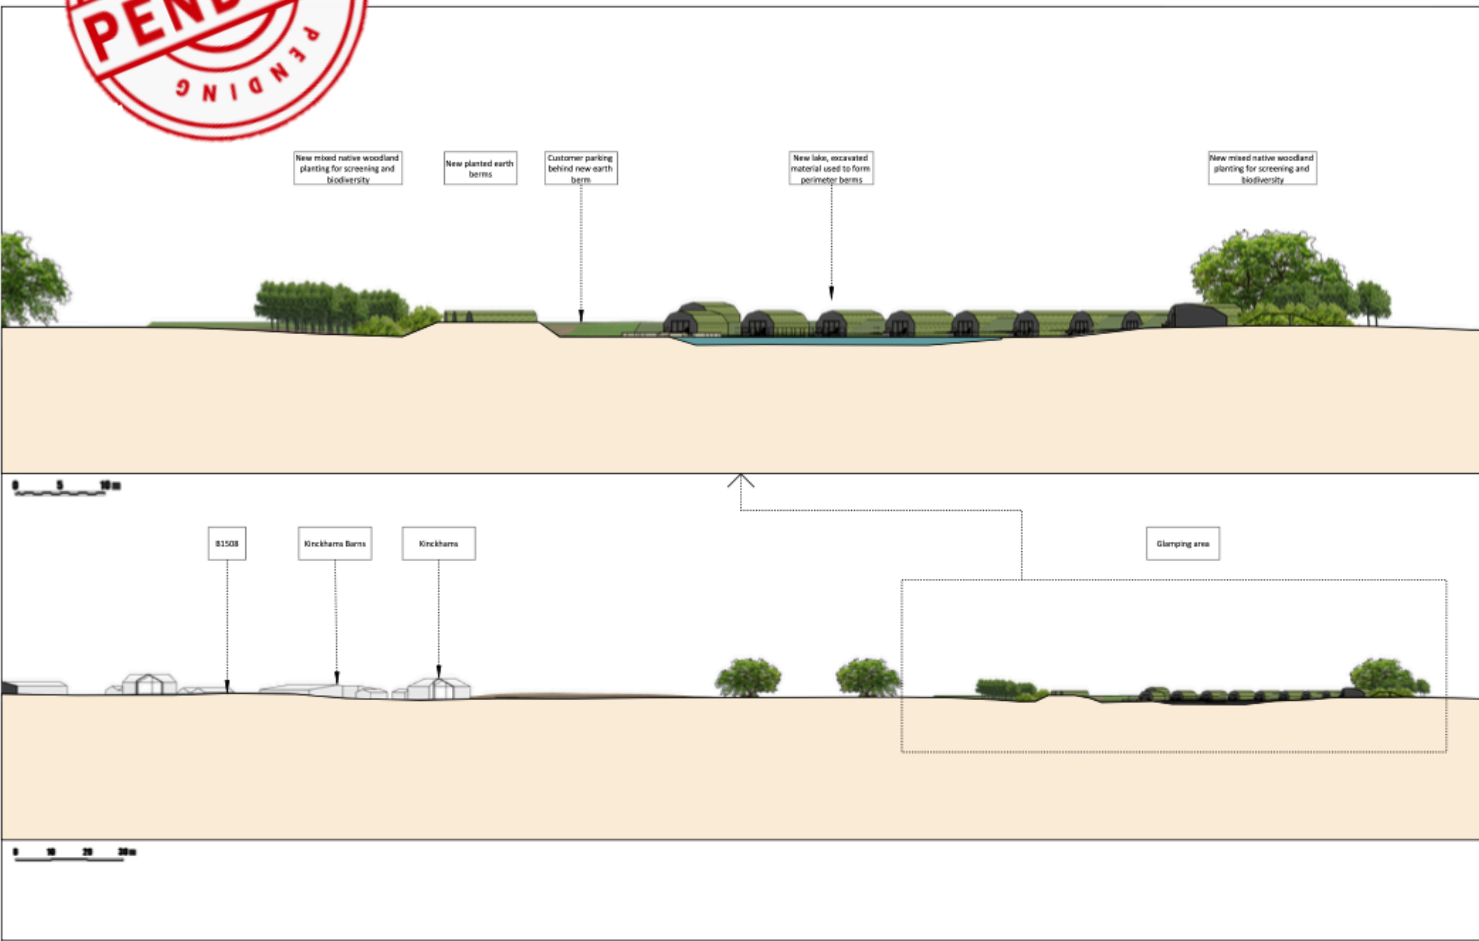 PEND
PENDING
New mixed native woodland
planting for screening and
biodiversity
New planted earth
berms
Customer parking
behind new earth
berm
New lake, excavated
material used to form
perimeter berms
New mixed native woodland
planting for screening and
biodiversity
0 5 10m
B1508
Kinckhams Barns
Kinckhams
Glamping area
0 10 20 30m